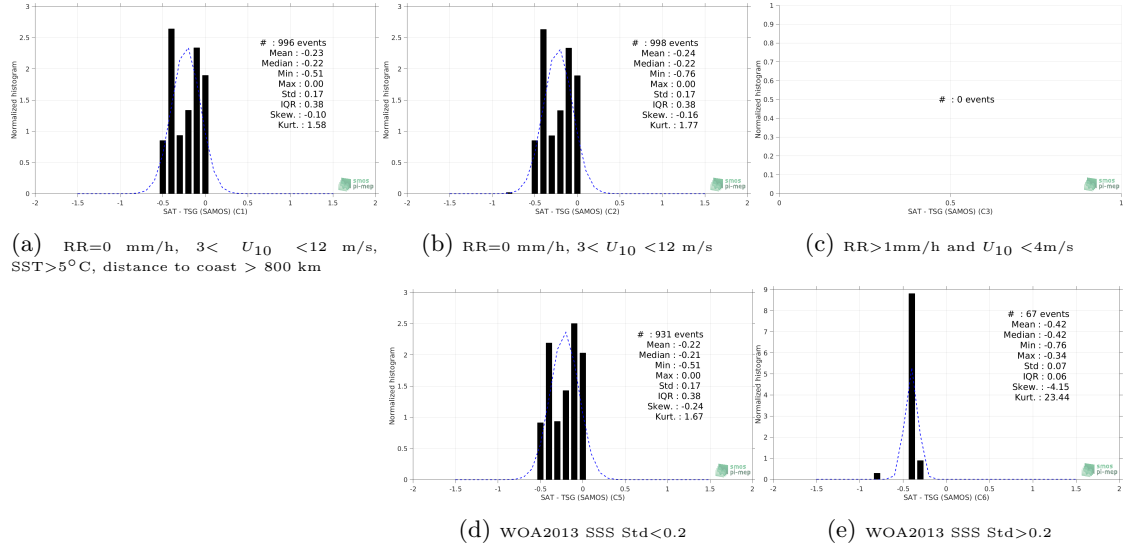 3
2.5
2
1.5
1
0.5
0
-2 -1.5 -1 -0.5 0 0.5 1 1.5 2
Normalized histogram
SAT - TSG (SAMOS) (C1)
# : 996 events
Mean : -0.23
Median : -0.22
Min : -0.51
Max : 0.00
Std : 0.17
IQR : 0.38
Skew. : -0.10
Kurt. : 1.58
smos
pi-mep
(a) RR=0 mm/h, 3< U10 <12 m/s,
SST>5°C, distance to coast > 800 km
3
2.5
2
1.5
1
0.5
0
-2 -1.5 -1 -0.5 0 0.5 1 1.5 2
Normalized histogram
SAT - TSG (SAMOS) (C2)
# : 998 events
Mean : -0.24
Median : -0.22
Min : -0.76
Max : 0.00
Std : 0.17
IQR : 0.38
Skew. : -0.16
Kurt. : 1.77
smos
pi-mep
(b) RR=0 mm/h, 3< U10 <12 m/s
1
0.9
0.8
0.7
0.6
0.5
0.4
0.3
0.2
0.1
0
0 0.5 1
Normalized histogram
SAT - TSG (SAMOS) (C3)
# : 0 events
smos
pi-mep
(c) RR>1mm/h and U10 <4m/s
3
2.5
2
1.5
1
0.5
0
-2 -1.5 -1 -0.5 0 0.5 1 1.5 2
Normalized histogram
SAT - TSG (SAMOS) (C5)
# : 931 events
Mean : -0.22
Median : -0.21
Min : -0.51
Max : 0.00
Std : 0.17
IQR : 0.38
Skew. : -0.24
Kurt. : 1.67
smos
pi-mep
(d) WOA2013 SSS Std<0.2
9
8
7
6
5
4
3
2
1
0
-2 -1.5 -1 -0.5 0 0.5 1 1.5 2
Normalized histogram
SAT - TSG (SAMOS) (C6)
# : 67 events
Mean : -0.42
Median : -0.42
Min : -0.76
Max : -0.34
Std : 0.07
IQR : 0.06
Skew. : -4.15
Kurt. : 23.44
smos
pi-mep
(e) WOA2013 SSS Std>0.2